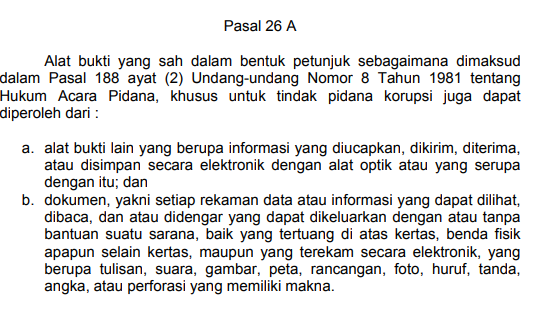 Pasal 26 A
Alat bukti yang sah dalam bentuk petunjuk sebagaimana dimaksud
dalam Pasal 188 ayat (2) Undang-undang Nomor 8 Tahun 1981 tentang
Hukum Acara Pidana, khusus untuk tindak pidana korupsi juga dapat
diperoleh dari :
a. alat bukti lain yang berupa informasi yang diucapkan, dikirim, diterima,
atau disimpan secara elektronik dengan alat optik atau yang serupa
dengan itu; dan
b. dokumen, yakni setiap rekaman data atau informasi yang dapat dilihat,
dibaca, dan atau didengar yang dapat dikeluarkan dengan atau tanpa
bantuan suatu sarana, baik yang tertuang di atas kertas, benda fisik
apapun selain kertas, maupun yang terekam secara elektronik, yang
berupa tulisan, suara, gambar, peta, rancangan, foto, huruf, tanda,
angka, atau perforasi yang memiliki makna.